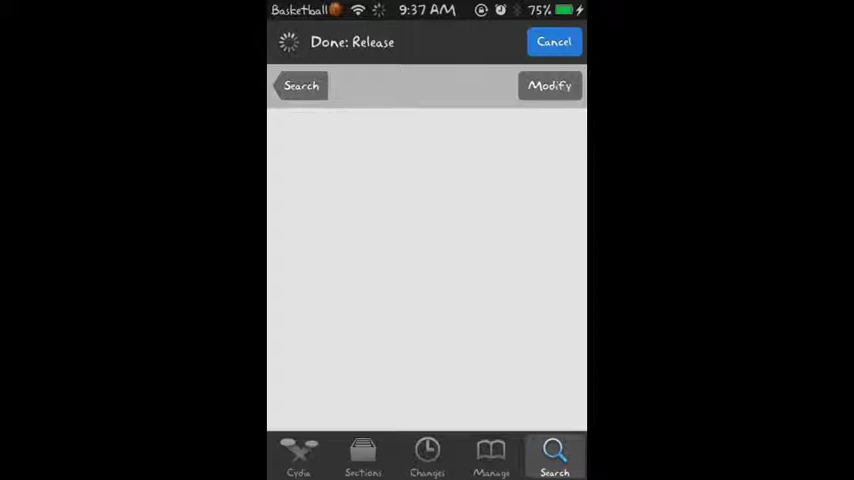 Basketball🏀 9:37 AM 75%
Done: Release Cancel
Search Modify
Cydia Sections Changes Manage Search